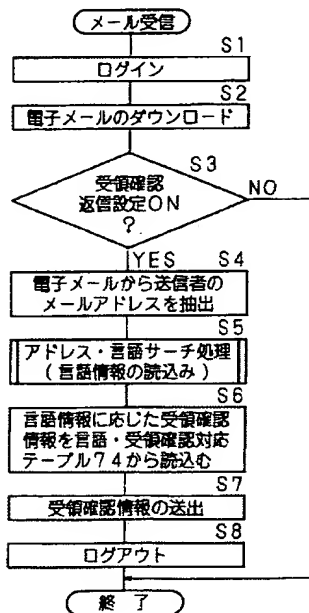 メール受信
S1
ログイン
S2
電子メールのダウンロード
S3
受領確認
返信設定ON
?
NO
YES
S4
電子メールから送信者の
メールアドレスを抽出
S5
アドレス・言語サーチ処理
(言語情報の読込み)
S6
言語情報に応じた受領確認
情報を言語・受領確認対応
テーブル74から読込む
S7
受領確認情報の送出
S8
ログアウト
終了